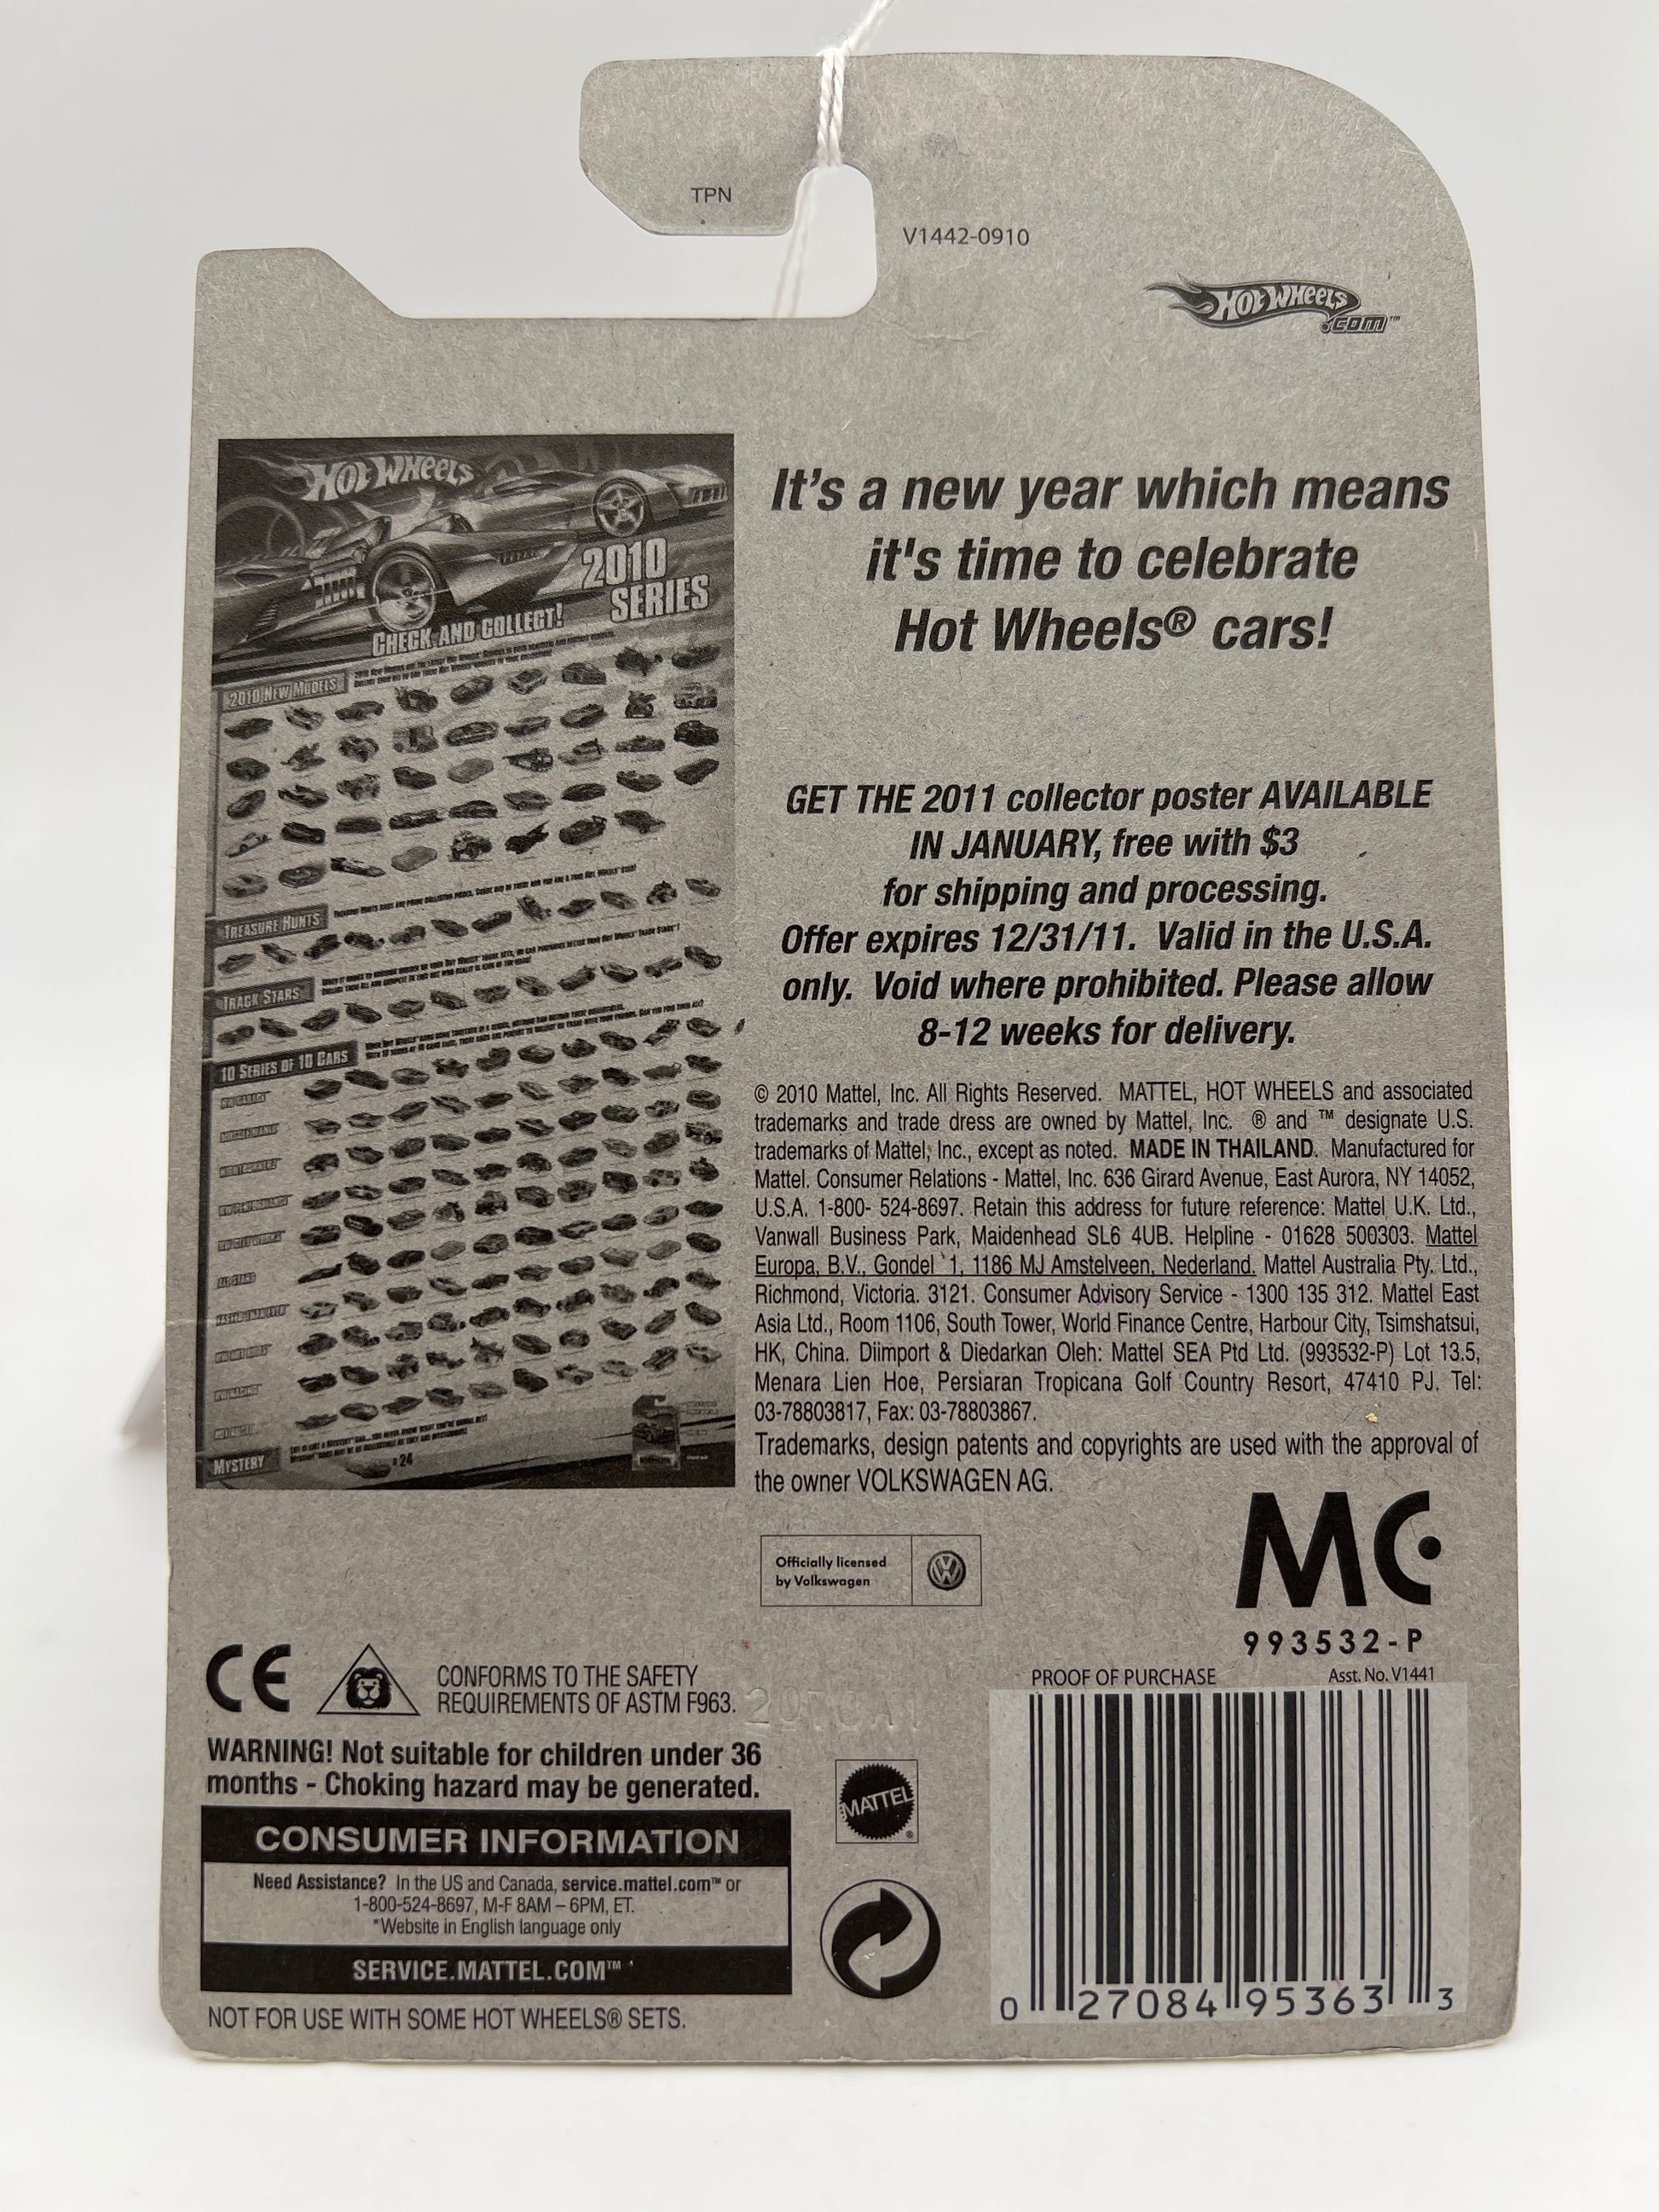 TPN
V1442-0910
HOT WHEELS
.COM™
HOT WHEELS
2010
SERIES
CHECK AND COLLECT!
2010 NEW MODELS
TREASURE HUNTS
TRACK STARS
10 SERIES OF 10 CARS
MYSTERY
It's a new year which means
it's time to celebrate
Hot Wheels® cars!
GET THE 2011 collector poster AVAILABLE
IN JANUARY, free with $3
for shipping and processing.
Offer expires 12/31/11. Valid in the U.S.A.
only. Void where prohibited. Please allow
8-12 weeks for delivery.
© 2010 Mattel, Inc. All Rights Reserved. MATTEL, HOT WHEELS and associated
trademarks and trade dress are owned by Mattel, Inc. ® and ™ designate U.S.
trademarks of Mattel, Inc., except as noted. MADE IN THAILAND. Manufactured for
Mattel. Consumer Relations - Mattel, Inc. 636 Girard Avenue, East Aurora, NY 14052,
U.S.A. 1-800- 524-8697. Retain this address for future reference: Mattel U.K. Ltd.,
Vanwall Business Park, Maidenhead SL6 4UB. Helpline - 01628 500303. Mattel
Europa, B.V., Gondel 1, 1186 MJ Amstelveen, Nederland. Mattel Australia Pty. Ltd.,
Richmond, Victoria. 3121. Consumer Advisory Service - 1300 135 312. Mattel East
Asia Ltd., Room 1106, South Tower, World Finance Centre, Harbour City, Tsimshatsui,
HK, China. Diimport & Diedarkan Oleh: Mattel SEA Ptd Ltd. (993532-P) Lot 13.5,
Menara Lien Hoe, Persiaran Tropicana Golf Country Resort, 47410 PJ. Tel:
03-78803817, Fax: 03-78803867.
Trademarks, design patents and copyrights are used with the approval of
the owner VOLKSWAGEN AG.
Officially licensed
by Volkswagen
MC
993532-P
CE
CONFORMS TO THE SAFETY
REQUIREMENTS OF ASTM F963.
WARNING! Not suitable for children under 36
months - Choking hazard may be generated.
CONSUMER INFORMATION
Need Assistance? In the US and Canada, service.mattel.com™ or
1-800-524-8697, M-F 8AM – 6PM, ET.
*Website in English language only
SERVICE.MATTEL.COM™
NOT FOR USE WITH SOME HOT WHEELS® SETS.
MATTEL®
PROOF OF PURCHASE
Asst. No. V1441
0 27084 95363 3